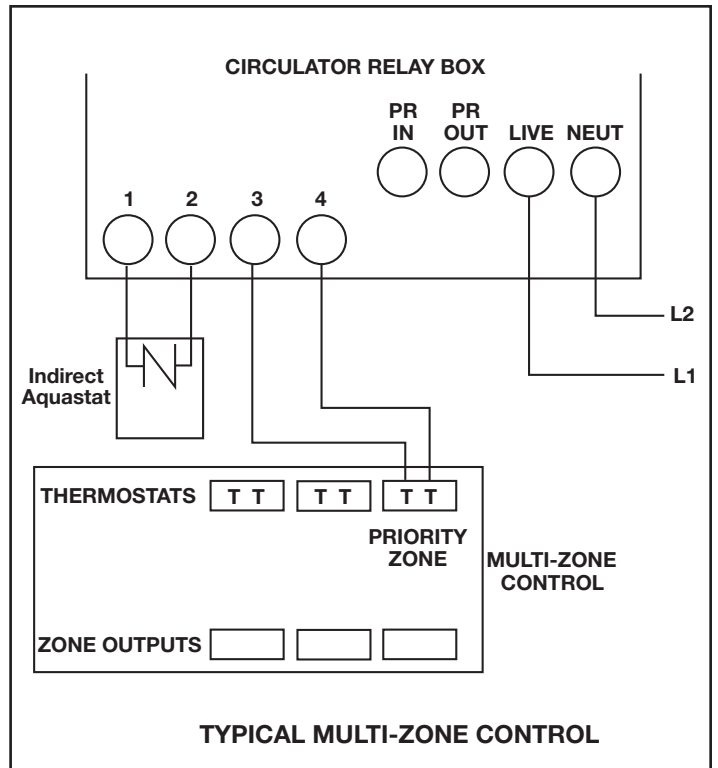 CIRCULATOR RELAY BOX
PR IN
PR OUT
LIVE
NEUT
1
2
3
4
L2
L1
Indirect
Aquastat
THERMOSTATS
T T
T T
T T
PRIORITY
ZONE
MULTI-ZONE
CONTROL
ZONE OUTPUTS
TYPICAL MULTI-ZONE CONTROL